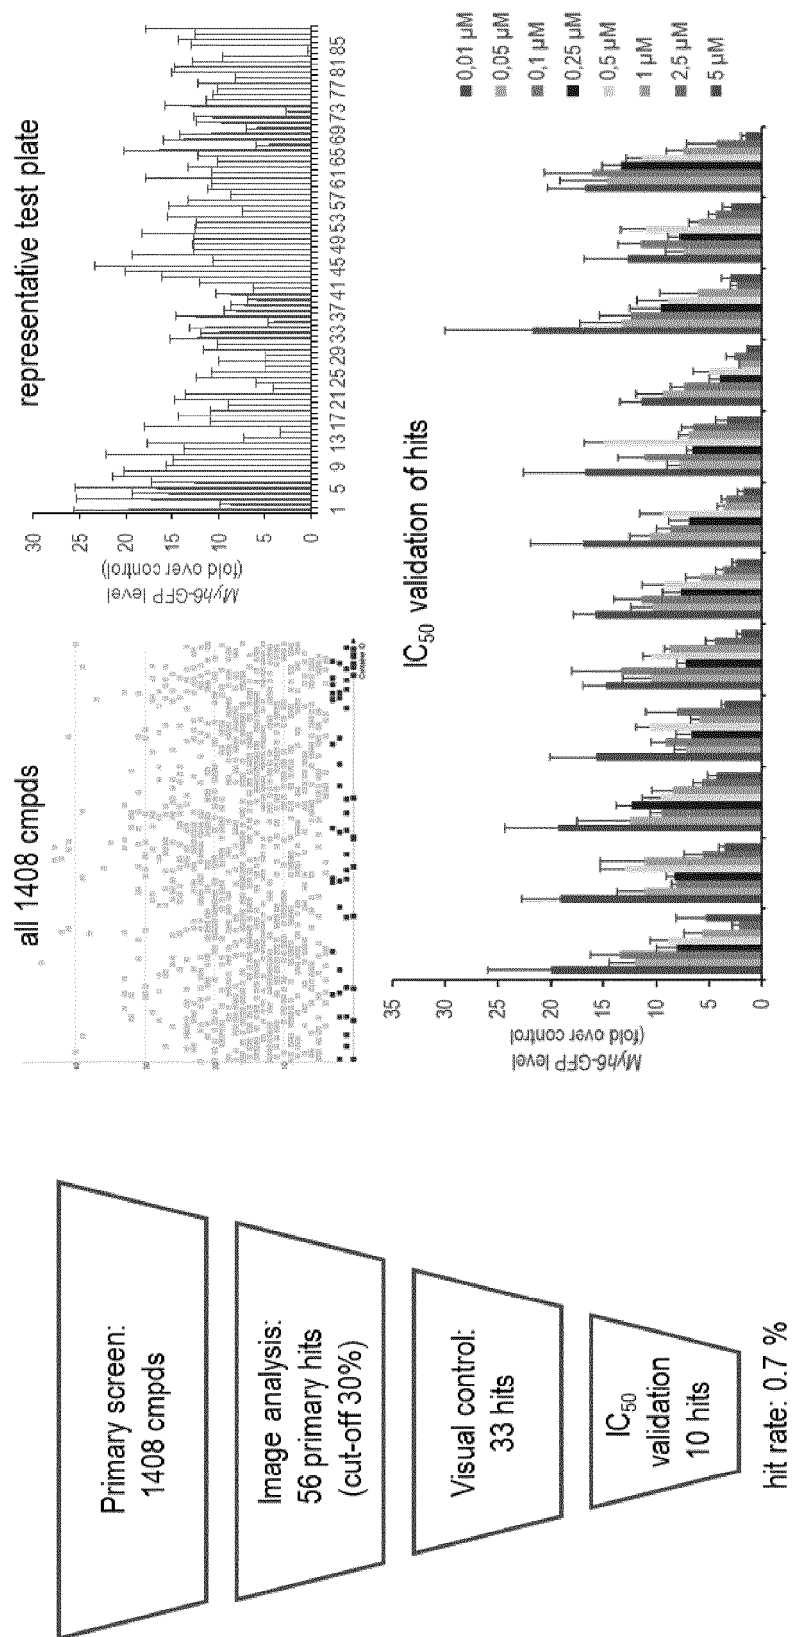 Primary screen:
1408 cmpds
Image analysis:
56 primary hits
(cut-off 30%)
Visual control:
33 hits
IC50
validation
10 hits
hit rate: 0.7 %
all 1408 cmpds
Container ID
representative test plate
Myh6-GFP level
(fold over control)
30
25
20
15
10
5
0
1 5 9 13 17 21 25 29 33 37 41 45 49 53 57 61 65 69 73 77 81 85
IC50 validation of hits
Myh6-GFP level
(fold over control)
35
30
25
20
15
10
5
0
0,01 µM
0,05 µM
0,1 µM
0,25 µM
0,5 µM
1 µM
2,5 µM
5 µM